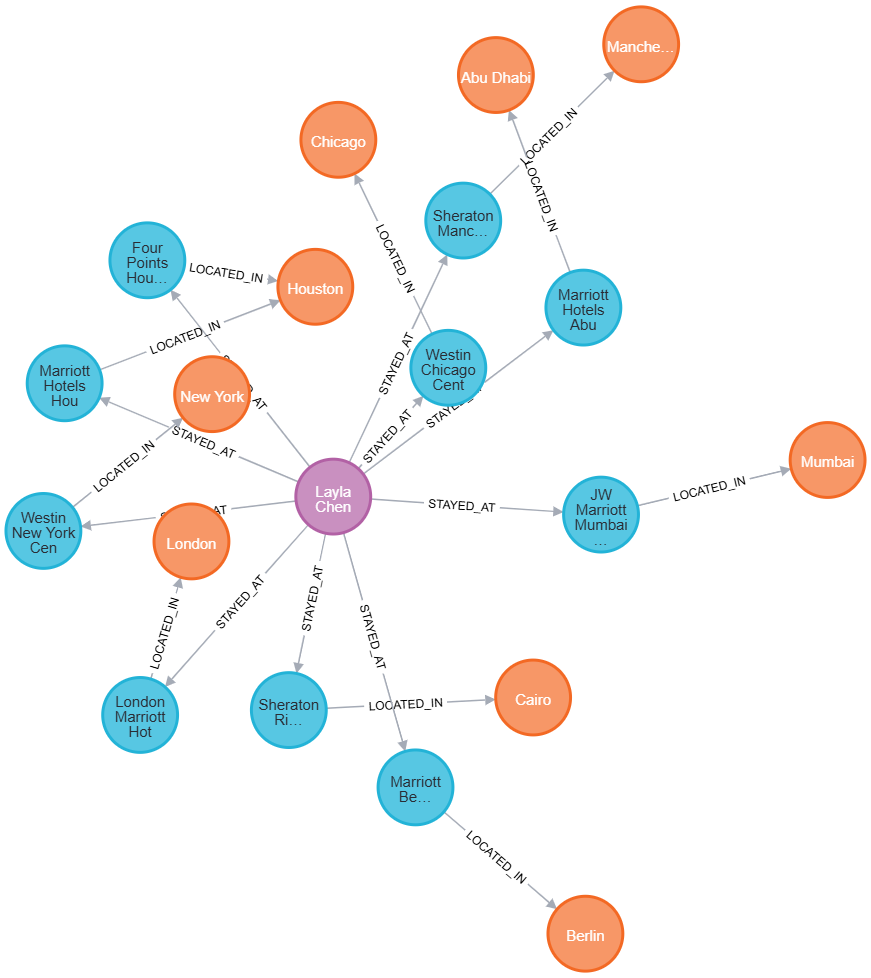 Manche…
Abu Dhabi
Chicago
LOCATED_IN
LOCATED_IN
Sheraton
Manc…
Four
Points
Hou…
LOCATED_IN
LOCATED_IN
Houston
Marriott
Hotels
Abu
LOCATED_IN
Marriott
Hotels
Hou
STAYED_AT
Westin
Chicago
Cent
New York
STAYED_AT
STAYED_AT
LOCATED_IN
Mumbai
Layla
Chen
STAYED_AT
JW
Marriott
Mumbai
…
LOCATED_IN
Westin
New York
Cen
London
STAYED_AT
STAYED_AT
LOCATED_IN
STAYED_AT
London
Marriott
Hot
Sheraton
Ri…
LOCATED_IN
Cairo
Marriott
Be…
LOCATED_IN
Berlin